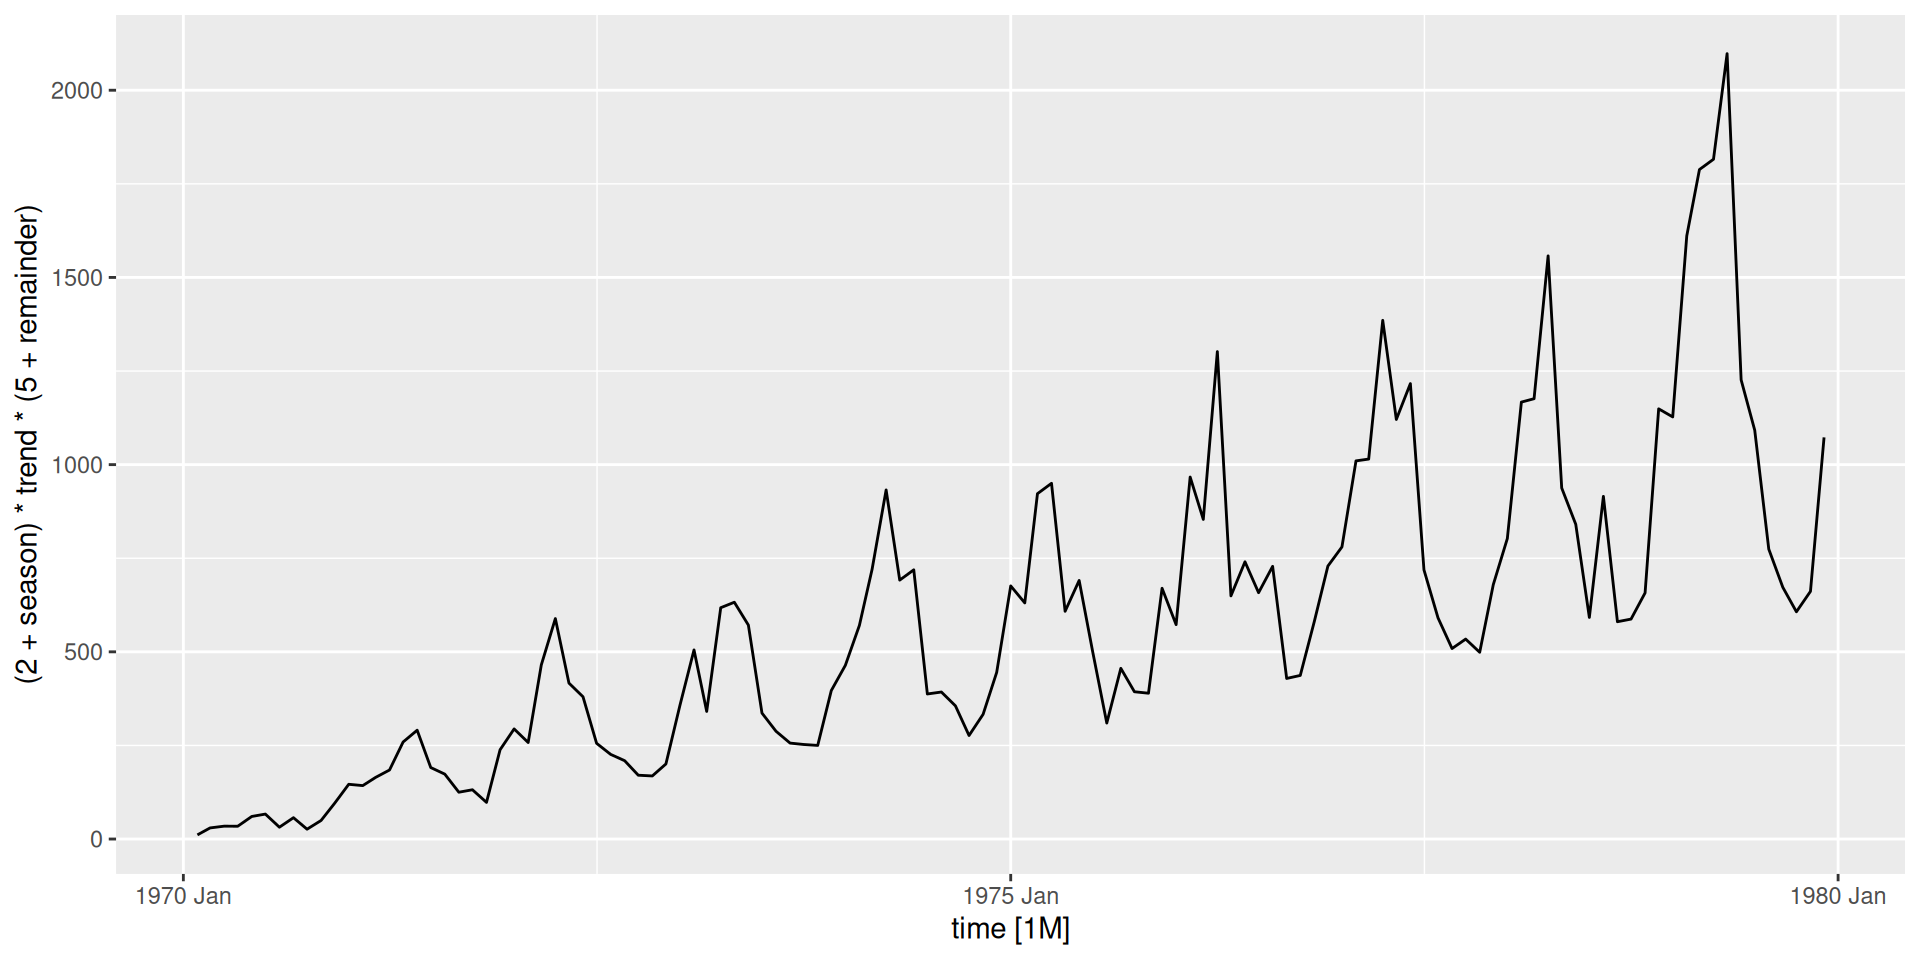 (2 + season) * trend * (5 + remainder)
2000
1500
1000
500
0
1970 Jan
1975 Jan
1980 Jan
time [1M]